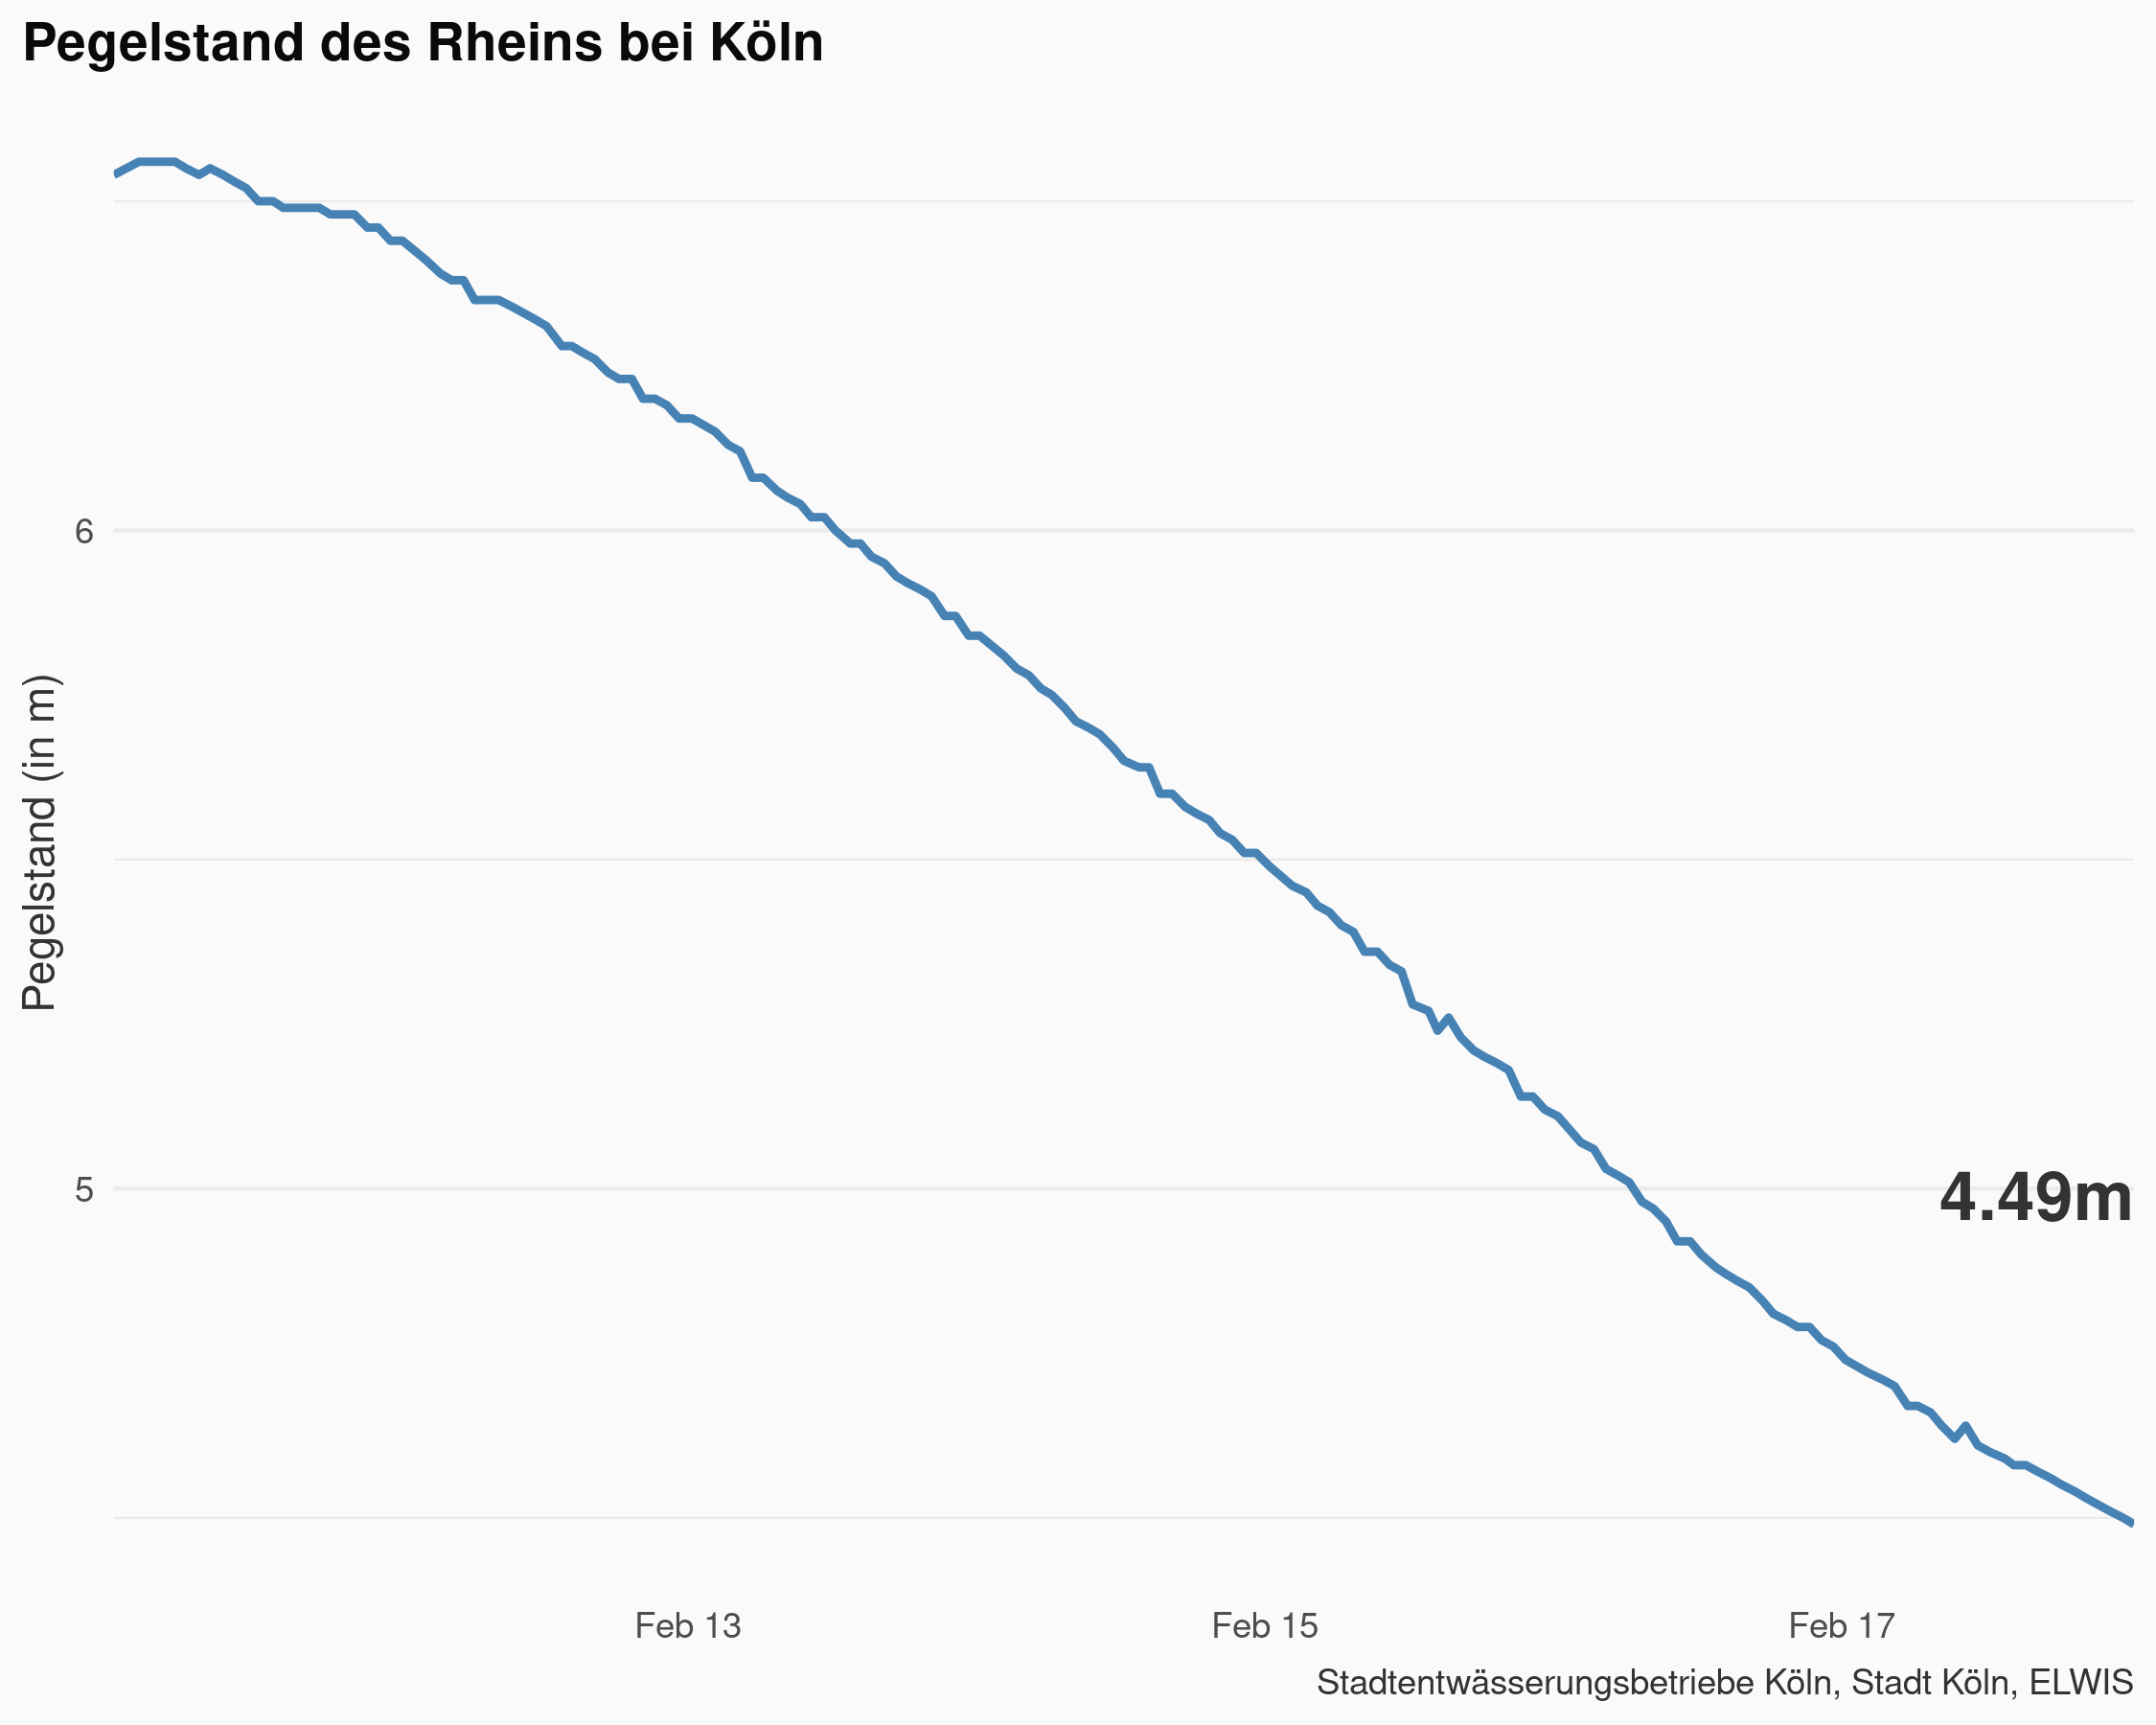 Pegelstand des Rheins bei Köln
Pegelstand (in m)
6
5
4.49m
Feb 13 Feb 15 Feb 17
Stadtentwässerungsbetriebe Köln, Stadt Köln, ELWIS